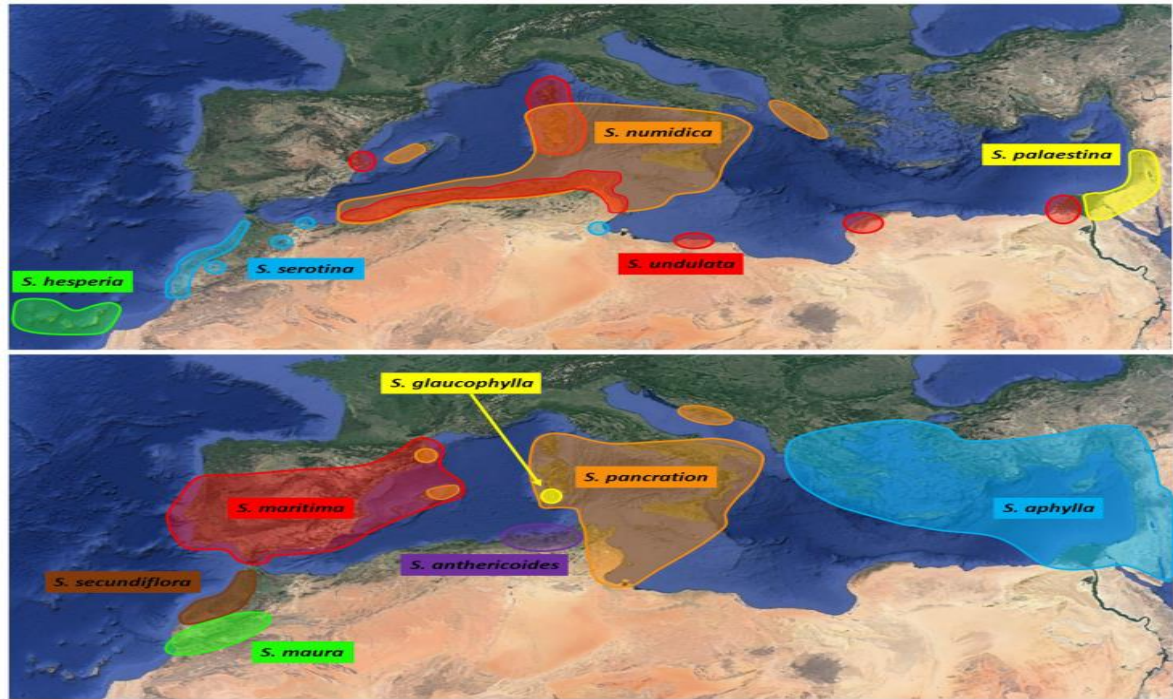 S. numidica
S. palaestina
S. serotina
S. undulata
S. hesperia
S. glaucophylla
S. pancration
S. maritima
S. aphylla
S. anthericoides
S. secundiflora
S. maura